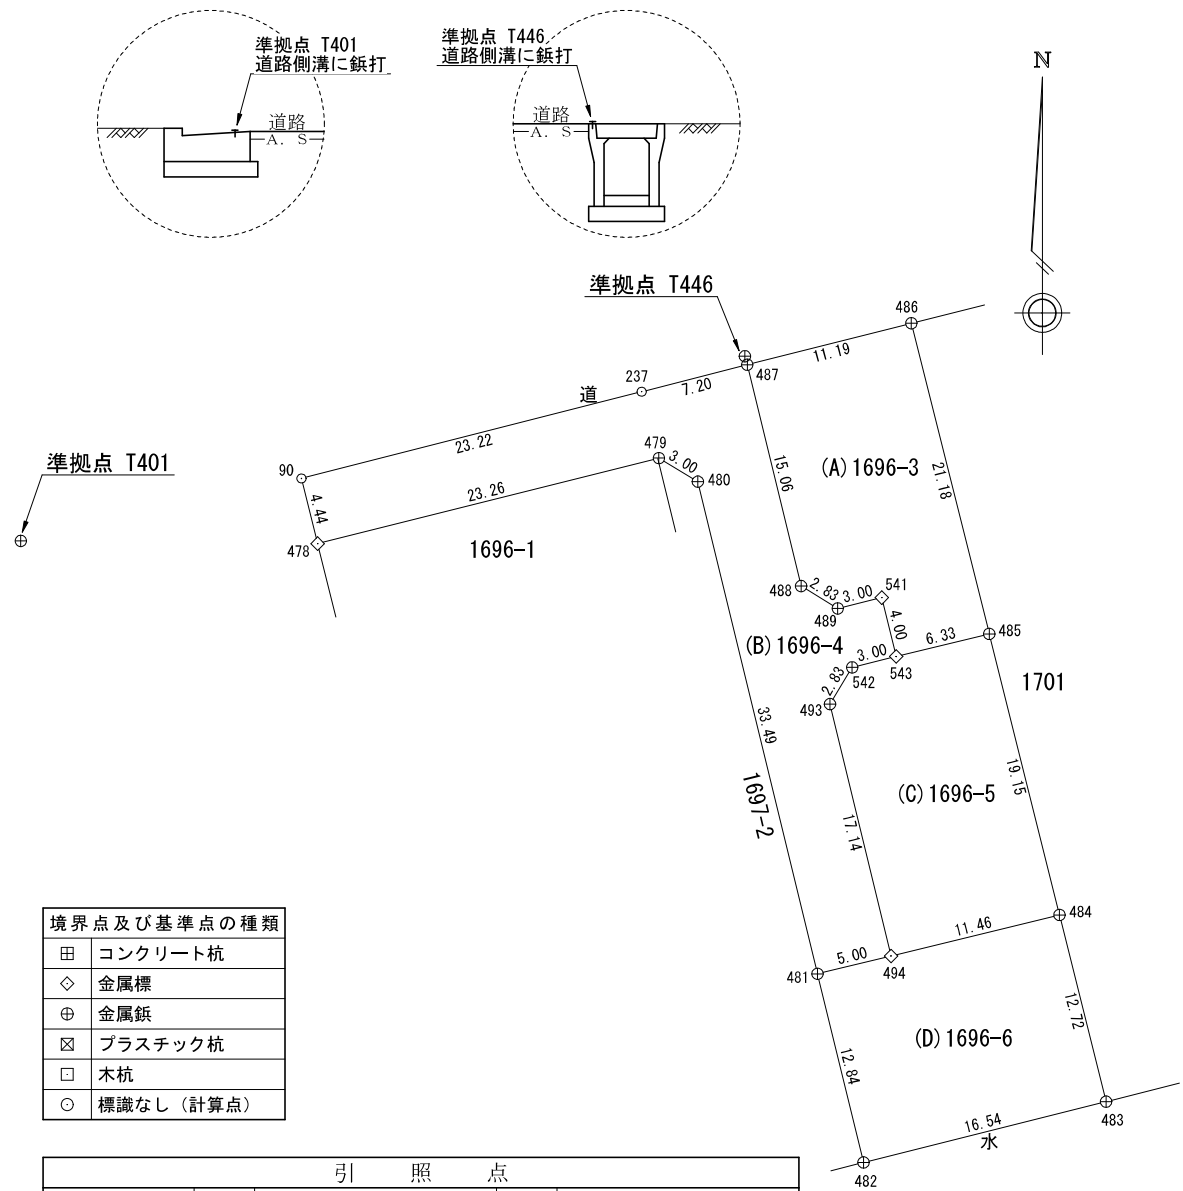 準拠点 T401
道路側溝に鋲打
道路
A. S
準拠点 T446
道路側溝に鋲打
道路
A. S
N
準拠点 T446
486
11.19
487
237
7.20
道
23.22
準拠点 T401
90
4.44
478
23.26
479
3.00
480
1696-1
15.06
(A)1696-3
21.18
488
2.83
489
3.00
541
4.00
(B)1696-4
3.00
543
6.33
485
542
2.83
493
1701
33.49
1697-2
17.14
(C)1696-5
19.15
484
11.46
5.00
494
481
12.84
(D)1696-6
12.72
483
16.54
水
482
境界点及び基準点の種類
コンクリート杭
金属標
金属鋲
プラスチック杭
木杭
標識なし(計算点)
引 照 点